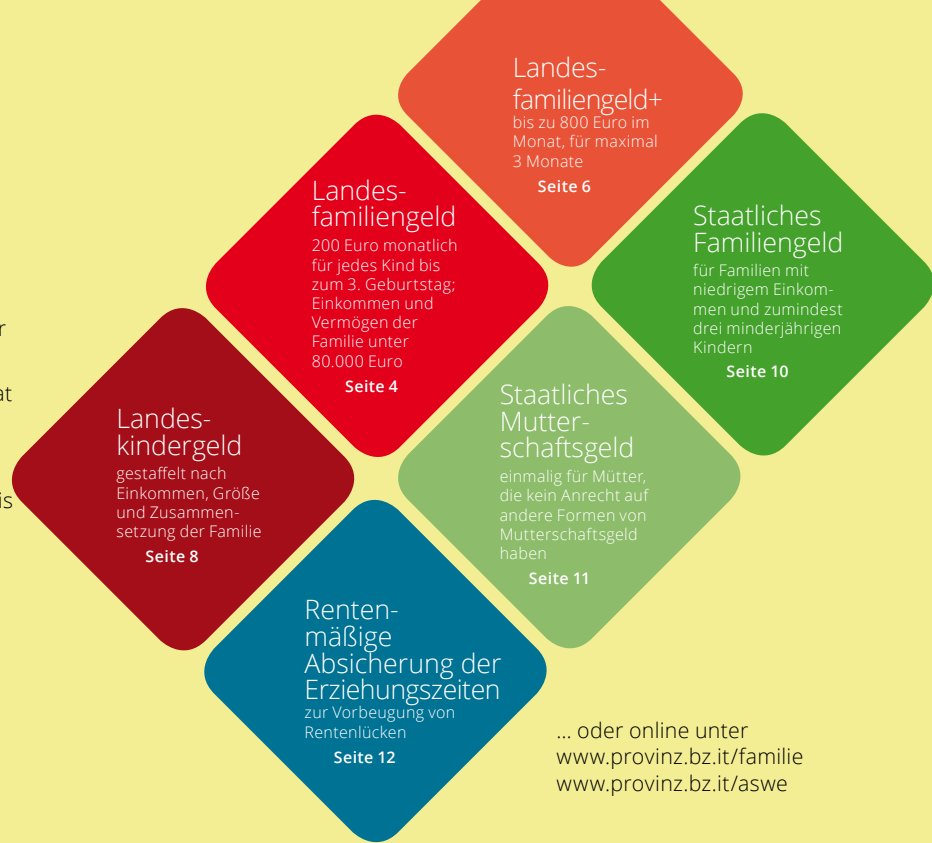 Landes-
familiengeld+
bis zu 800 Euro im
Monat, für maximal
3 Monate
Seite 6
Landes-
familiengeld
200 Euro monatlich
für jedes Kind bis
zum 3. Geburtstag;
Einkommen und
Vermögen der
Familie unter
80.000 Euro
Seite 4
Staatliches
Familiengeld
für Familien mit
niedrigem Einkom-
men und zumindest
drei minderjährigen
Kindern
Seite 10
Landes-
kindergeld
gestaffelt nach
Einkommen, Größe
und Zusammen-
setzung der Familie
Seite 8
Staatliches
Mutter-
schaftsgeld
einmalig für Mütter,
die kein Anrecht auf
andere Formen von
Mutterschaftsgeld
haben
Seite 11
Renten-
mäßige
Absicherung der
Erziehungszeiten
zur Vorbeugung von
Rentenlücken
Seite 12
... oder online unter
www.provinz.bz.it/familie
www.provinz.bz.it/aswe